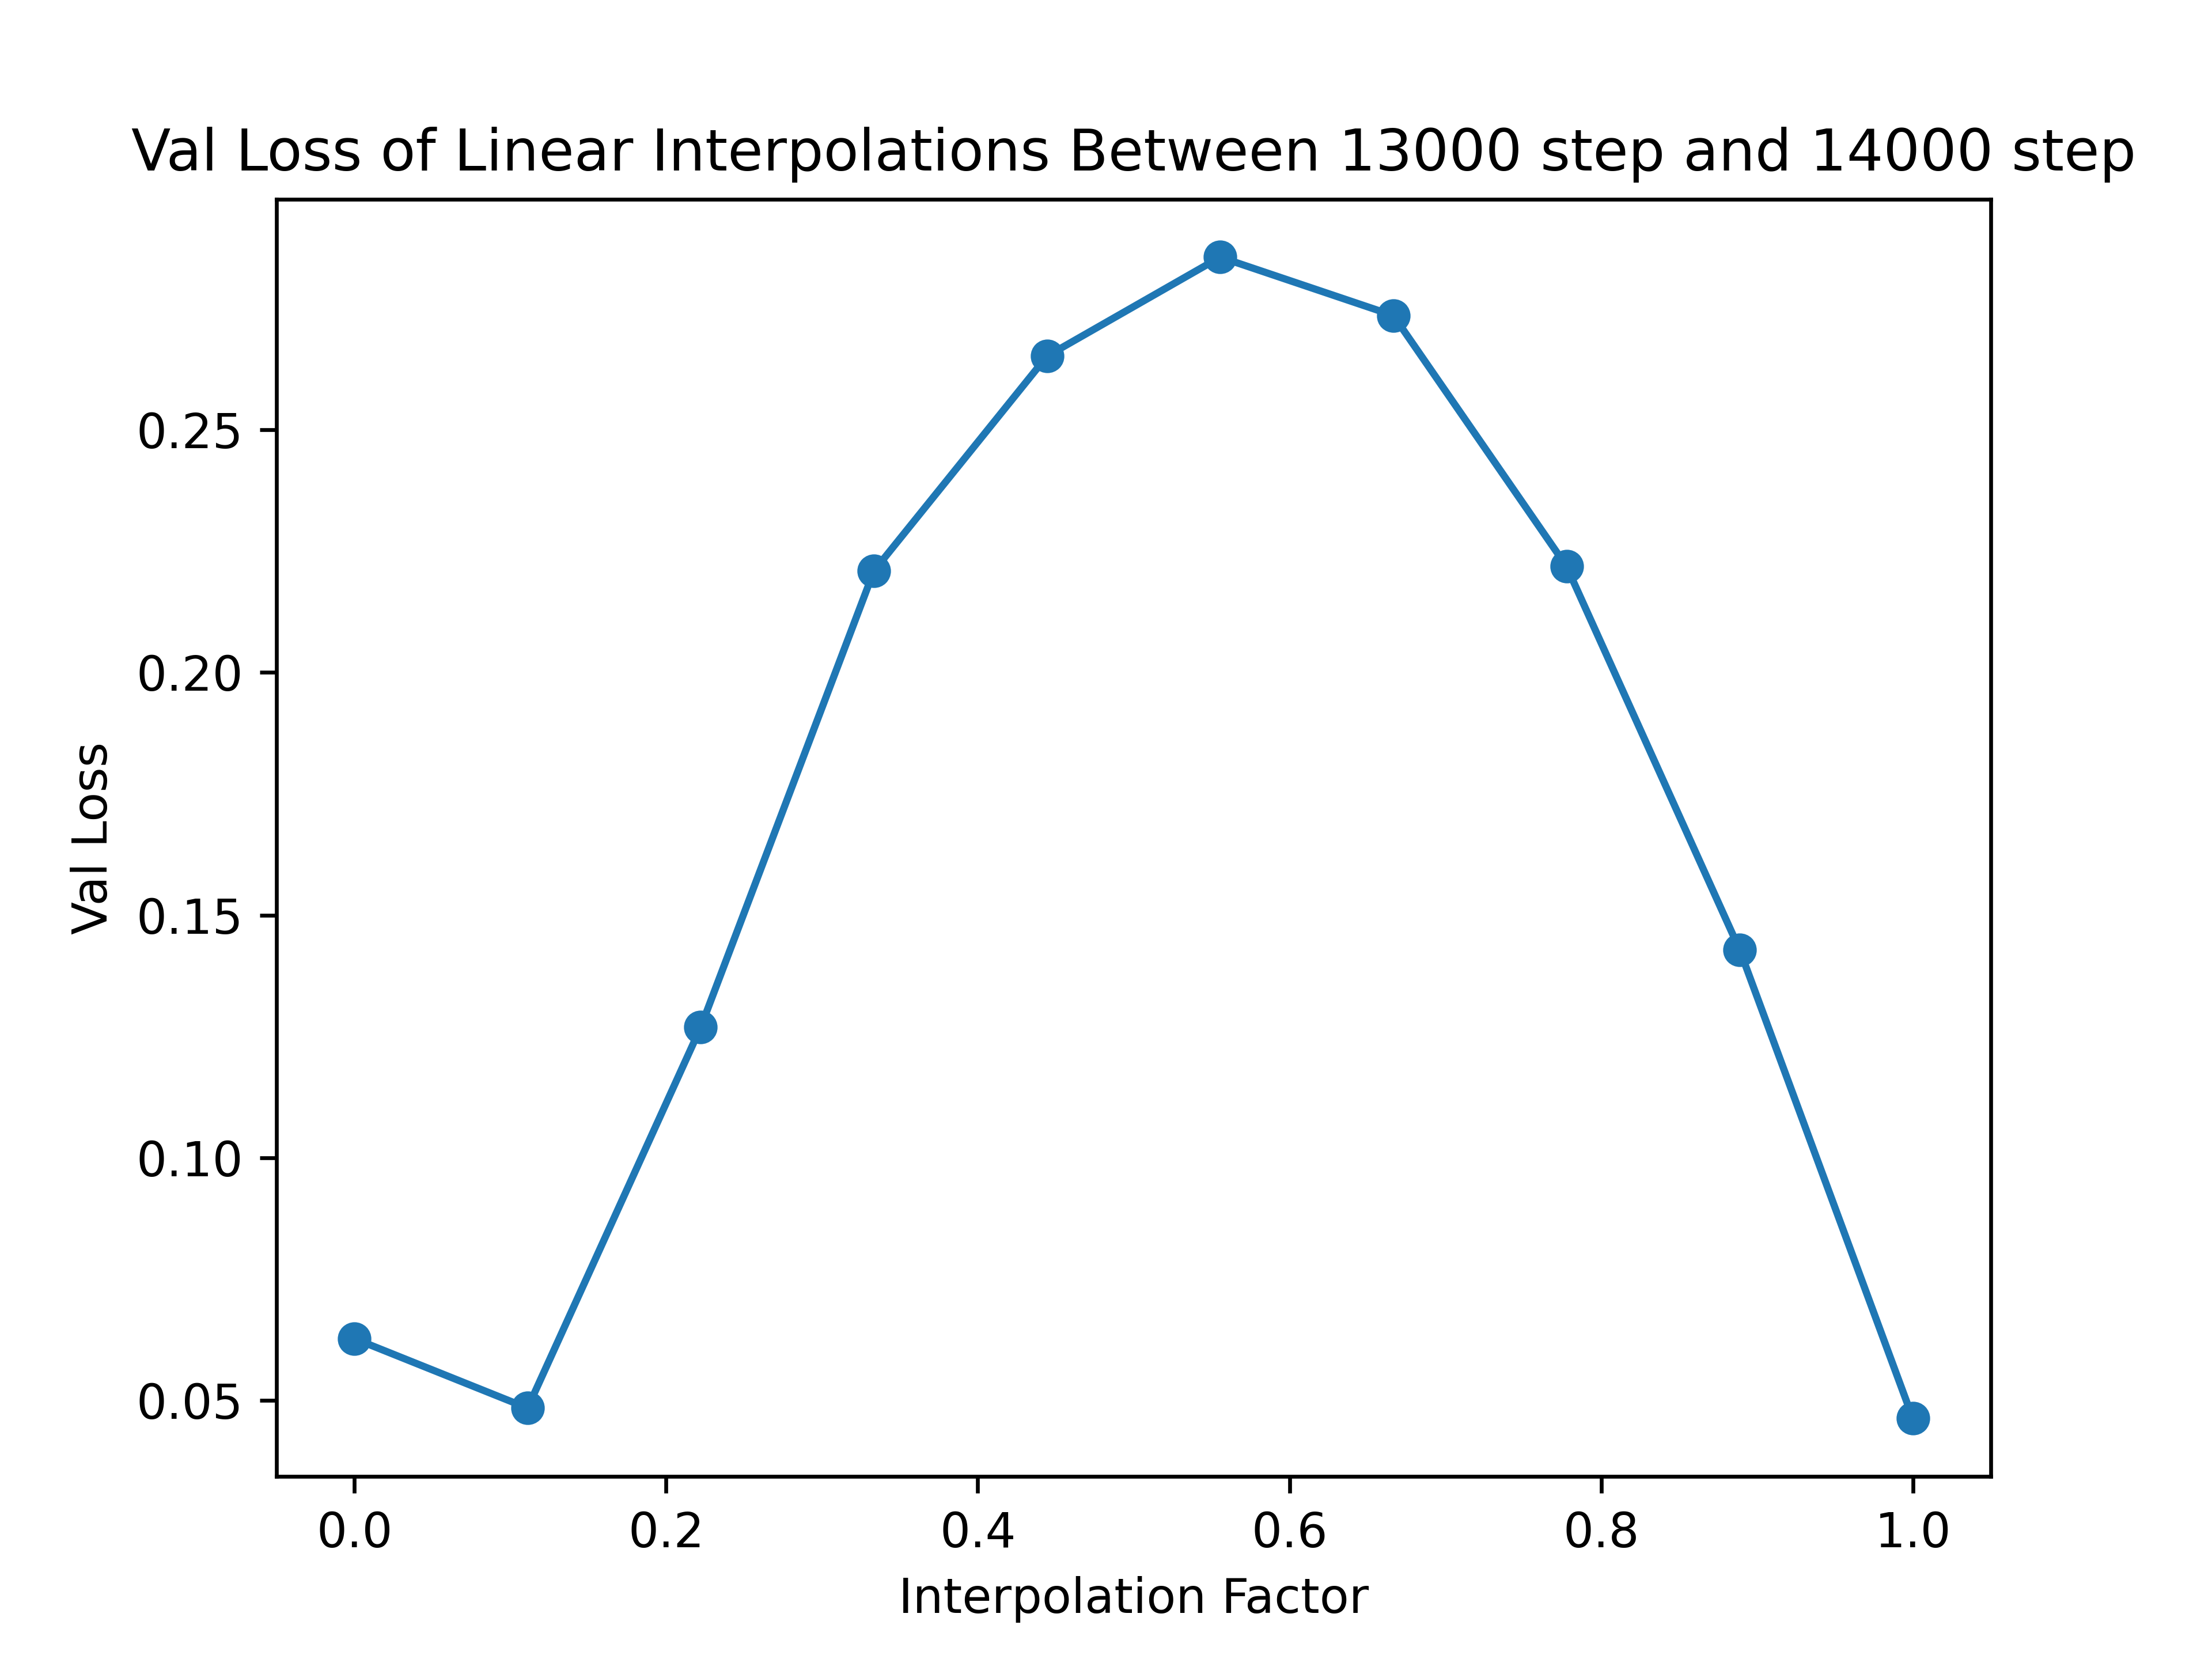 Val Loss of Linear Interpolations Between 13000 step and 14000 step
Val Loss
0.25
0.20
0.15
0.10
0.05
0.0 0.2 0.4 0.6 0.8 1.0
Interpolation Factor